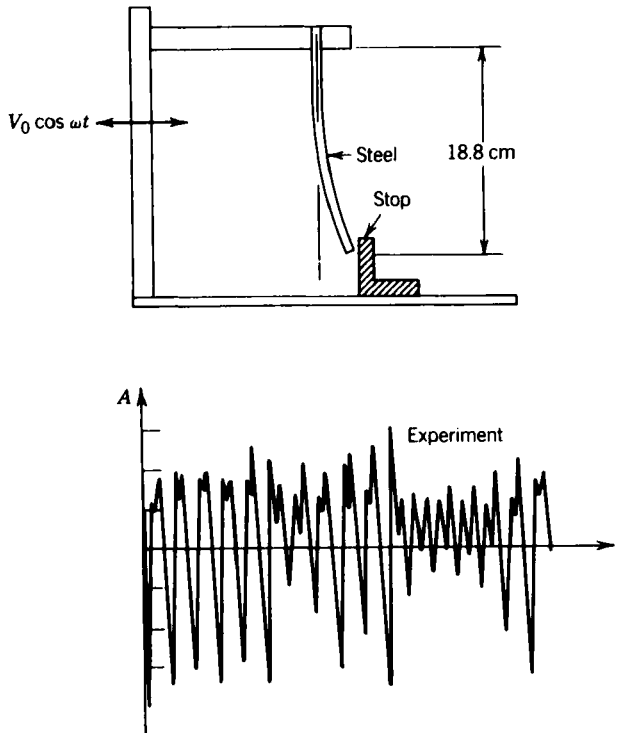 V₀ cos ωt
Steel
18.8 cm
Stop
A
Experiment